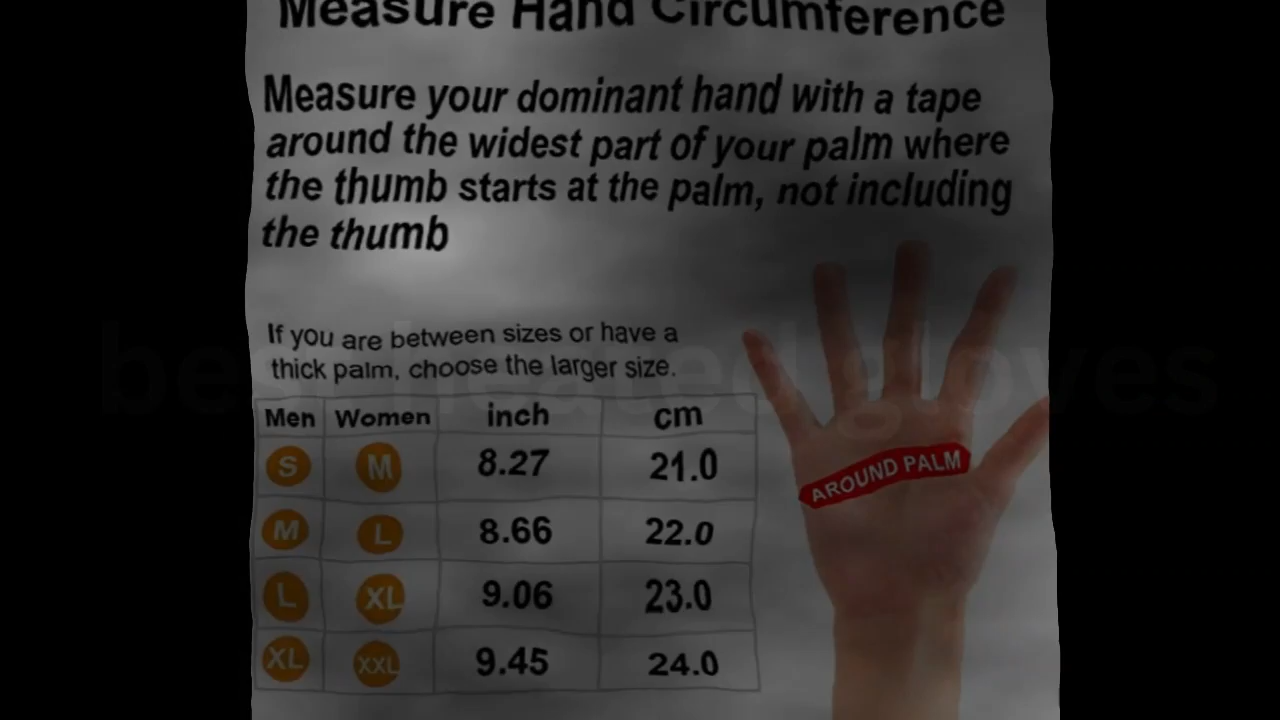 Measure Hand Circumference
Measure your dominant hand with a tape
around the widest part of your palm where
the thumb starts at the palm, not including
the thumb
If you are between sizes or have a
thick palm, choose the larger size.
best heated gloves
Men Women inch cm
S M 8.27 21.0
AROUND PALM
M L 8.66 22.0
L XL 9.06 23.0
XL XXL 9.45 24.0